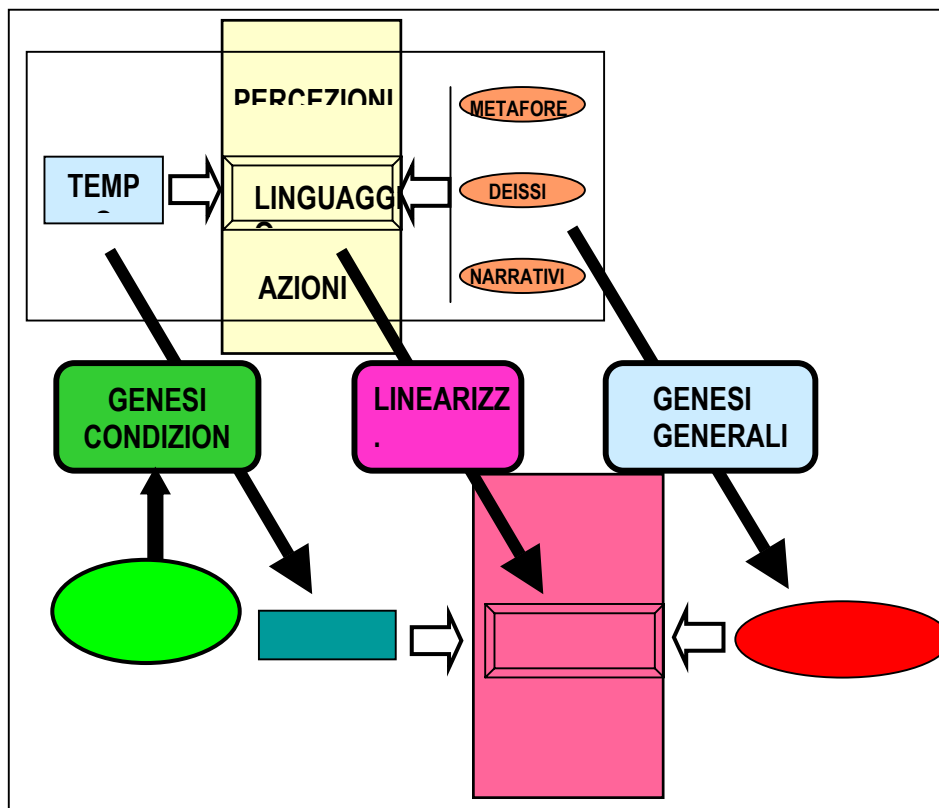 PERCEZIONI
METAFORE
TEMP
LINGUAGGI
DEISSI
AZIONI
NARRATIVI
GENESI
CONDIZION
LINEARIZZ
.
GENESI
GENERALI